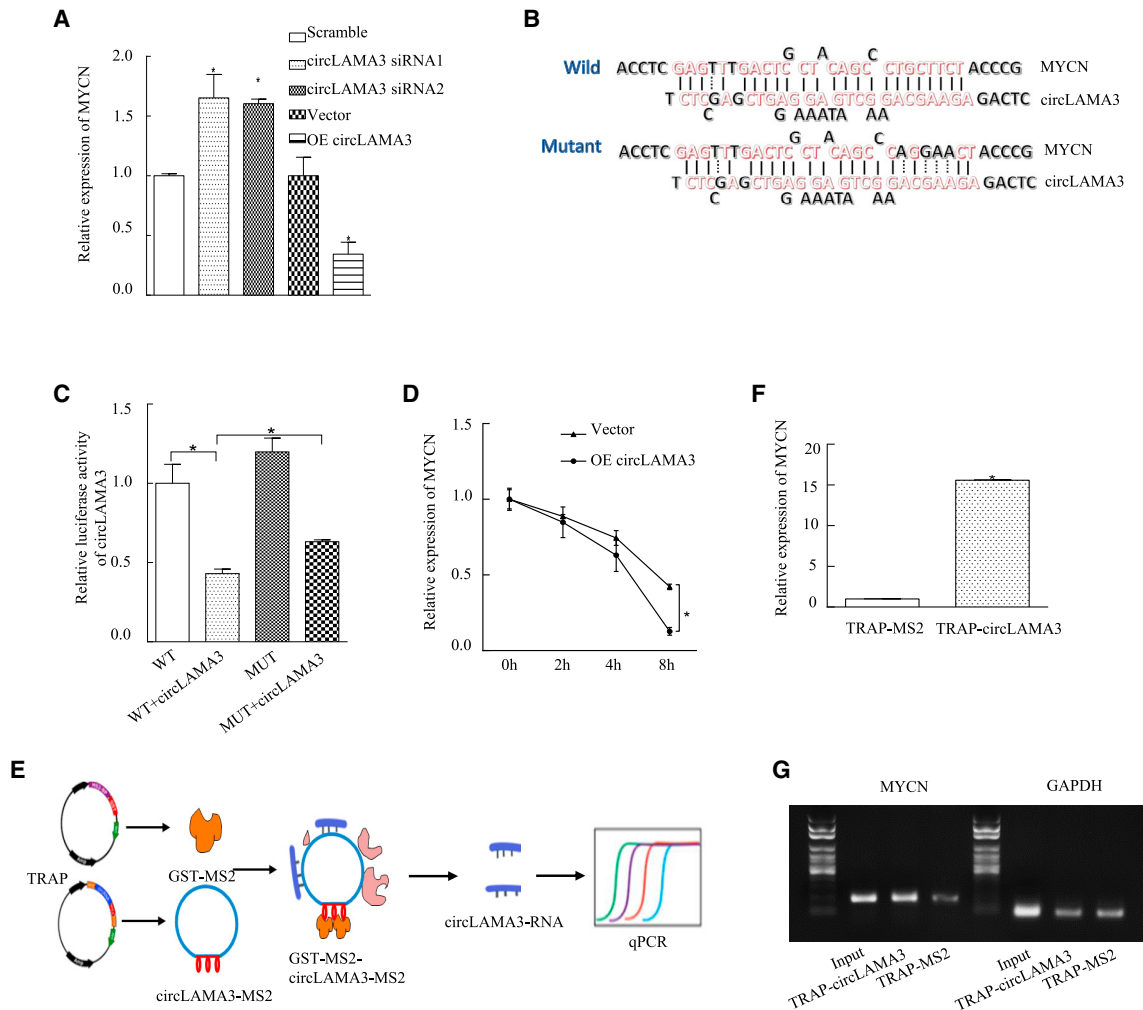 A
Relative expression of MYCN
2.0
1.5
1.0
0.5
0.0
*
*
*
Scramble
circLAMA3 siRNA1
circLAMA3 siRNA2
Vector
OE circLAMA3
B
Wild
G A C
ACCTC GAGTTTGACTC CT CAGC CTGCTTCT ACCCG MYCN
T CTCGAGCTGAG GA GTCGG GACGAAGA GACTC circLAMA3
C G AAATA AA
Mutant
G A C
ACCTC GAGTTTGACTC CT CAGC CAGGAACT ACCCG MYCN
T CTCGAGCTGAG GAGTCGG ACGAAGA GACTC circLAMA3
C G AAATA AA
C
Relative luciferase activity
of circLAMA3
1.5
1.0
0.5
0.0
*
*
WT
WT+circLAMA3
MUT
MUT+circLAMA3
D
Relative expression of MYCN
1.5
1.0
0.5
0.0
Vector
OE circLAMA3
*
0h 2h 4h 8h
F
Relative expression of MYCN
20
15
10
5
0
*
TRAP-MS2 TRAP-circLAMA3
E
TRAP
GST-MS2
circLAMA3-MS2
GST-MS2-
circLAMA3-MS2
circLAMA3-RNA
qPCR
G
MYCN GAPDH
Input
TRAP-circLAMA3
TRAP-MS2
Input
TRAP-circLAMA3
TRAP-MS2